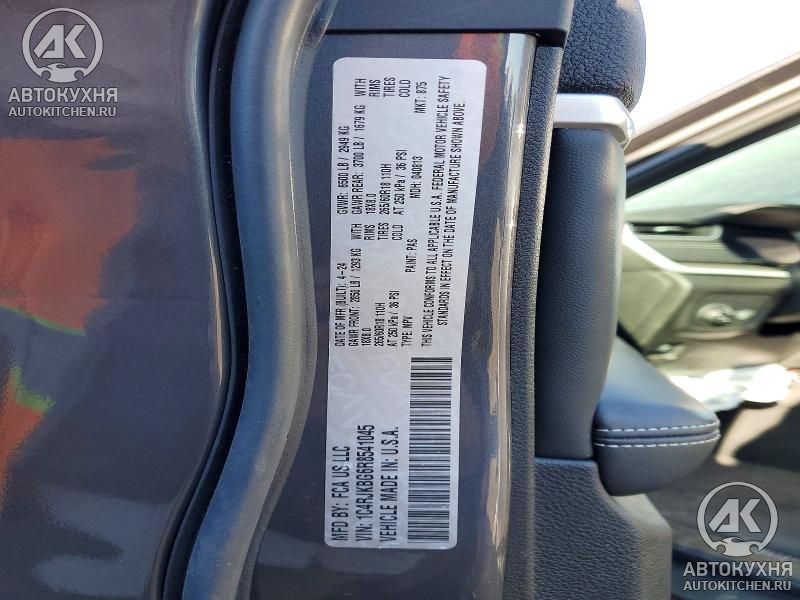 АВТОКУХНЯ
AUTOKITCHEN.RU
MFD BY: FCA US LLC
DATE OF MFR (BUILT): 4-24
GVWR: 6500 LB / 2949 KG
GAWR FRONT: 2850 LB / 1293 KG
WITH
GAWR REAR: 3700 LB / 1679 KG
WITH
18X8.0
RIMS
18X8.0
RIMS
265/60R18 110H
TIRES
265/60R18 110H
TIRES
AT 250 kPa / 36 PSI
COLD
AT 250 kPa / 36 PSI
COLD
VIN: 1C4RJKBG6R8541045
TYPE: MPV
PAINT: PAS
MDH: 040813
MKT: 875
VEHICLE MADE IN: U.S.A.
THIS VEHICLE CONFORMS TO ALL APPLICABLE U.S.A. FEDERAL MOTOR VEHICLE SAFETY
STANDARDS IN EFFECT ON THE DATE OF MANUFACTURE SHOWN ABOVE.
АВТОКУХНЯ
AUTOKITCHEN.RU